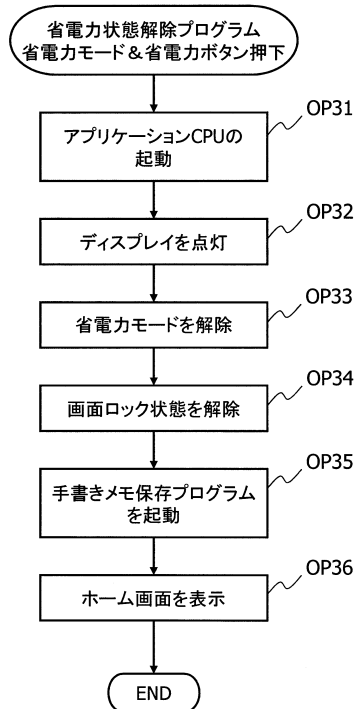 省電力状態解除プログラム
省電力モード＆省電力ボタン押下
OP31
アプリケーションCPUの
起動
OP32
ディスプレイを点灯
OP33
省電力モードを解除
OP34
画面ロック状態を解除
OP35
手書きメモ保存プログラム
を起動
OP36
ホーム画面を表示
END